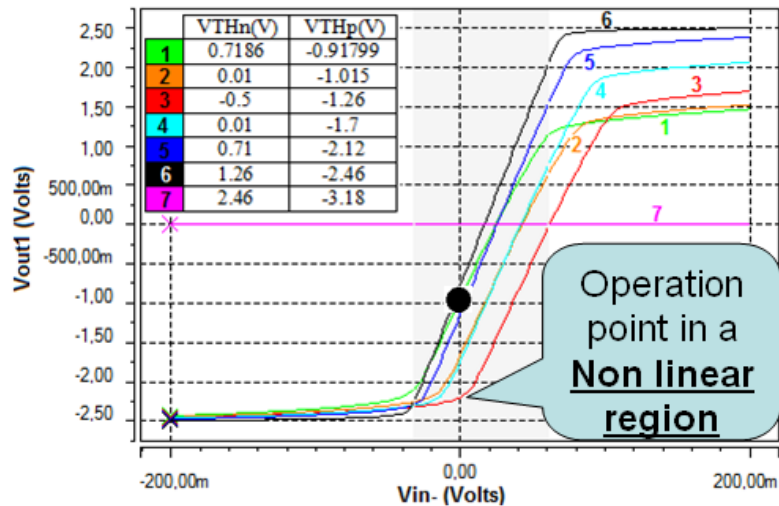 VTHn(V) VTHp(V)
1 0.7186 -0.91799
2 0.01 -1.015
3 -0.5 -1.26
4 0.01 -1.7
5 0.71 -2.12
6 1.26 -2.46
7 2.46 -3.18
2.50
2.00
1.50
1.00
500,00m
0.00
-500,00m
-1.00
-1.50
-2.00
-2.50
Vout1 (Volts)
6
5
4
3
2
1
7
Operation
point in a
Non linear
region
-200,00m 0,00 200,00m
Vin- (Volts)